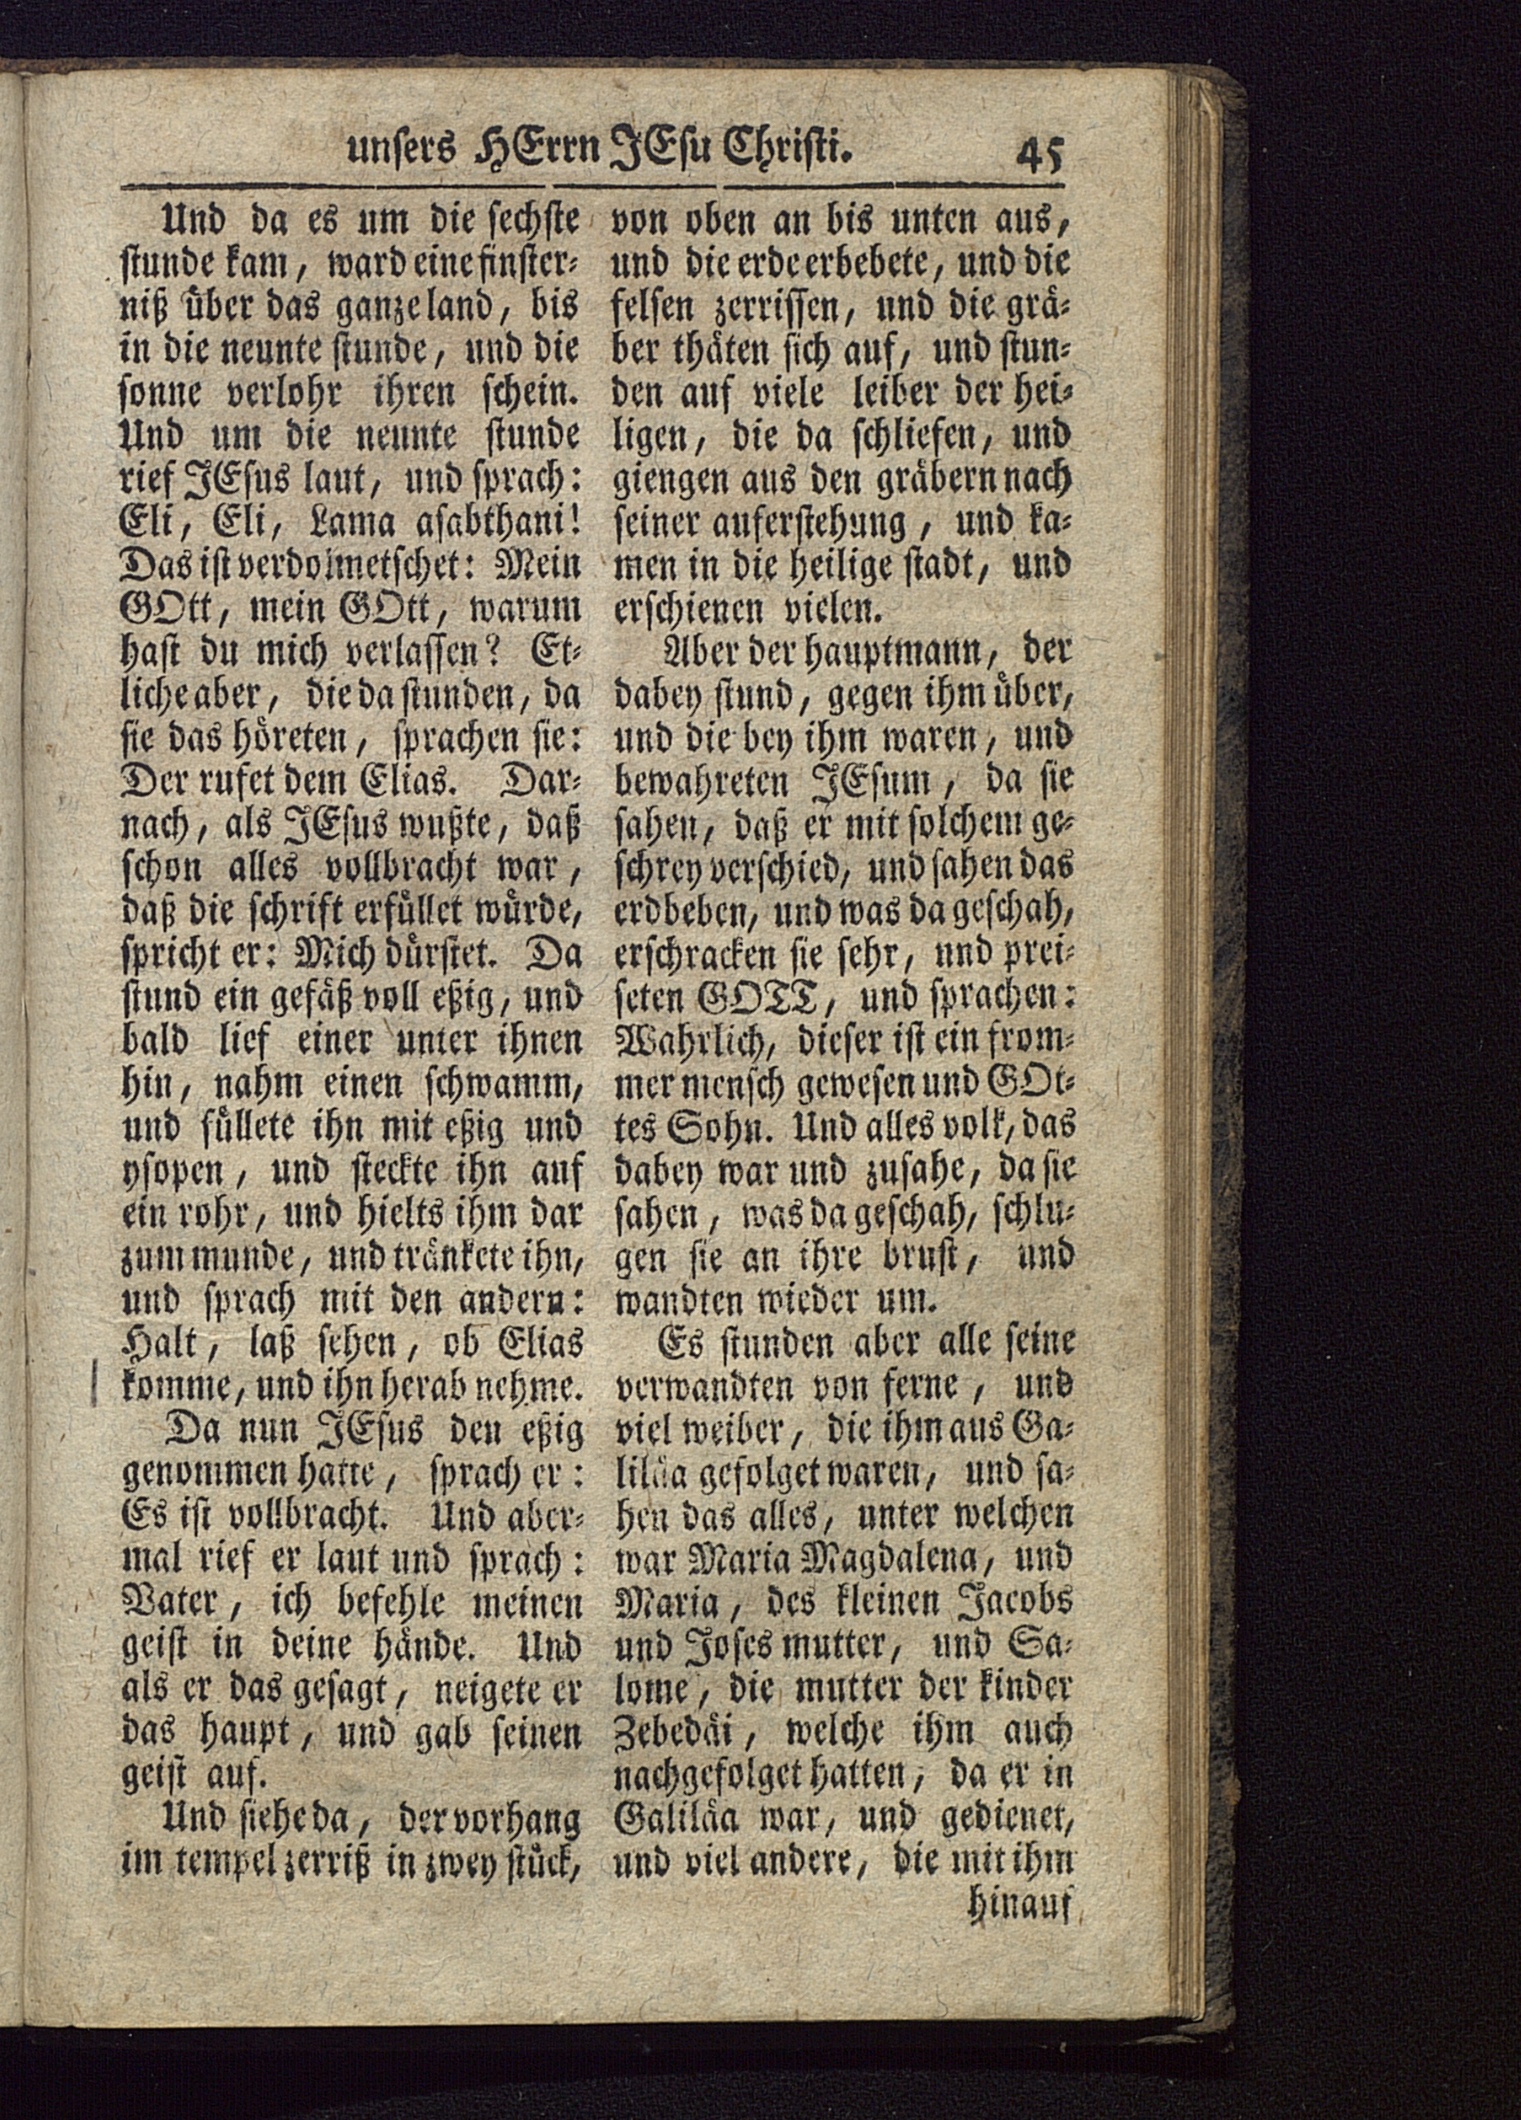 unsers HErrn JEsu Christi. 45
Und da es um die sechste
stunde kam, ward eine finster-
niß über das ganze land, bis
in die neunte stunde, und die
sonne verlohr ihren schein.
Und um die neunte stunde
rief JEsus laut, und sprach:
Eli, Eli, Lama asabthani!
Das ist verdolmetschet: Mein
GOtt, mein GOtt, warum
hast du mich verlassen? Et-
liche aber, die da stunden, da
sie das höreten, sprachen sie:
Der rufet dem Elias. Dar-
nach, als JEsus wußte, daß
schon alles vollbracht war,
daß die schrift erfüllet würde,
spricht er: Mich dürstet. Da
stund ein gefäß voll eßig, und
bald lief einer unter ihnen
hin, nahm einen schwamm,
und füllete ihn mit eßig und
ysopen, und steckte ihn auf
ein rohr, und hielts ihm dar
zum munde, und tränkete ihn,
und sprach mit den andern:
Halt, laß sehen, ob Elias
komme, und ihn herab nehme.
Da nun JEsus den eßig
genommen hatte, sprach er:
Es ist vollbracht. Und aber-
mal rief er laut und sprach:
Vater, ich befehle meinen
geist in deine hände. Und
als er das gesagt, neigete er
das haupt, und gab seinen
geist auf.
Und siehe da, der vorhang
im tempel zerriß in zwey stück,
von oben an bis unten aus,
und die erde erbebete, und die
felsen zerrissen, und die grä-
ber thäten sich auf, und stun-
den auf viele leiber der hei-
ligen, die da schliefen, und
giengen aus den gräbern nach
seiner auferstehung, und ka-
men in die heilige stadt, und
erschienen vielen.
Aber der hauptmann, der
dabey stund, gegen ihm über,
und die bey ihm waren, und
bewahreten JEsum, da sie
sahen, daß er mit solchem ge-
schrey verschied, und sahen das
erdbeben, und was da geschah,
erschracken sie sehr, und prei-
seten GOTT, und sprachen:
Wahrlich, dieser ist ein from-
mer mensch gewesen und GOt-
tes Sohn. Und alles volk, das
dabey war und zusahe, da sie
sahen, was da geschah, schlu-
gen sie an ihre brust, und
wandten wieder um.
Es stunden aber alle seine
verwandten von ferne, und
viel weiber, die ihm aus Ga-
liläa gefolget waren, und sa-
hen das alles, unter welchen
war Maria Magdalena, und
Maria, des kleinen Jacobs
und Joses mutter, und Sa-
lome, die mutter der kinder
Zebedäi, welche ihm auch
nachgefolget hatten, da er in
Galiläa war, und gedienet,
und viel andere, die mit ihm
hinauf